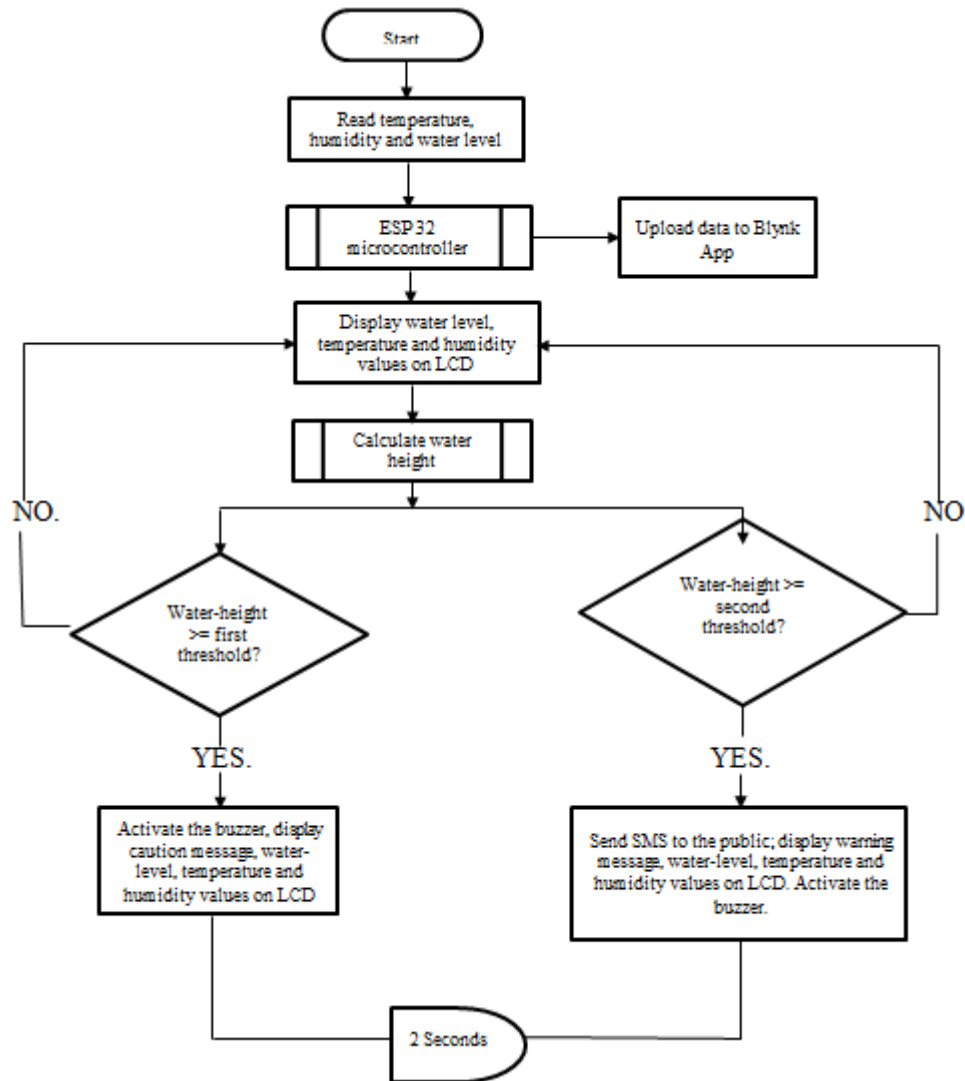 Start
Read temperature,
humidity and water level
ESP 32
microcontroller
Upload data to Blynk
App
Display water level,
temperature and humidity
values on LCD
Calculate water
height
NO.
NO
Water-height
>= first
threshold?
Water-height >=
second
threshold?
YES.
YES.
Activate the buzzer, display
caution message, water-
level, temperature and
humidity values on LCD
Send SMS to the public; display warning
message, water-level, temperature and
humidity values on LCD. Activate the
buzzer.
2 Seconds